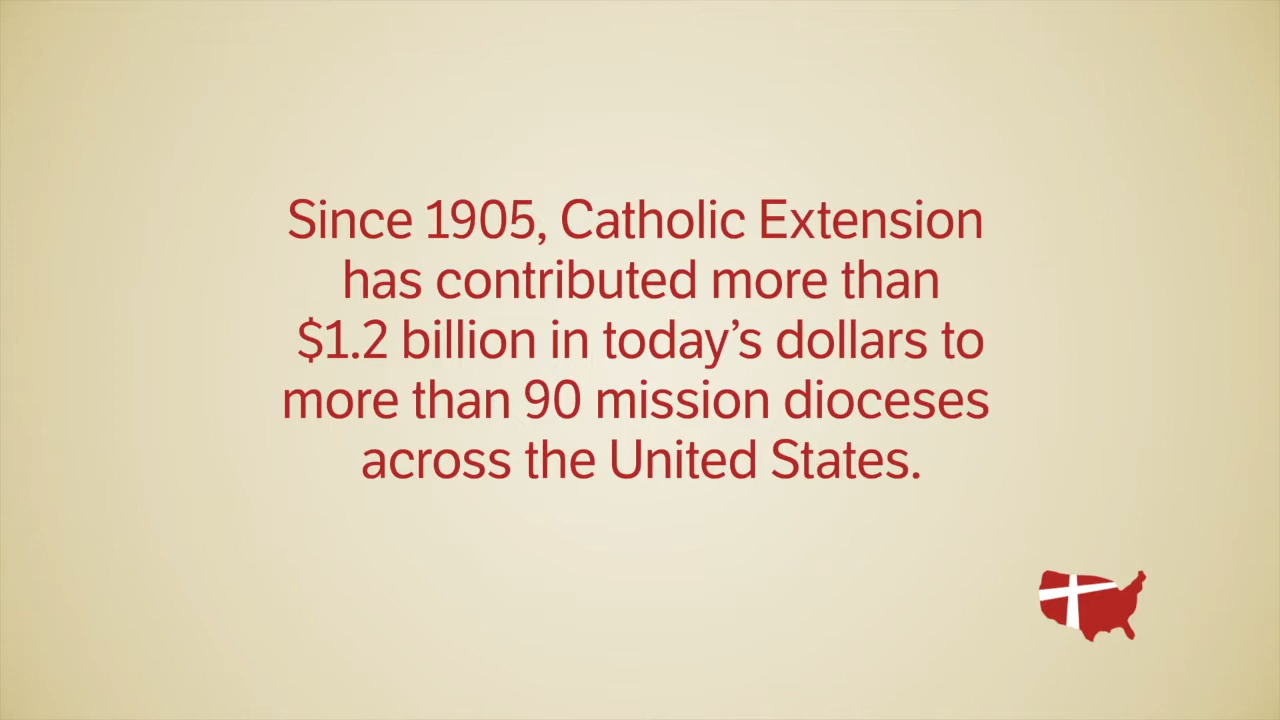 Since 1905, Catholic Extension
has contributed more than
$1.2 billion in today’s dollars to
more than 90 mission dioceses
across the United States.